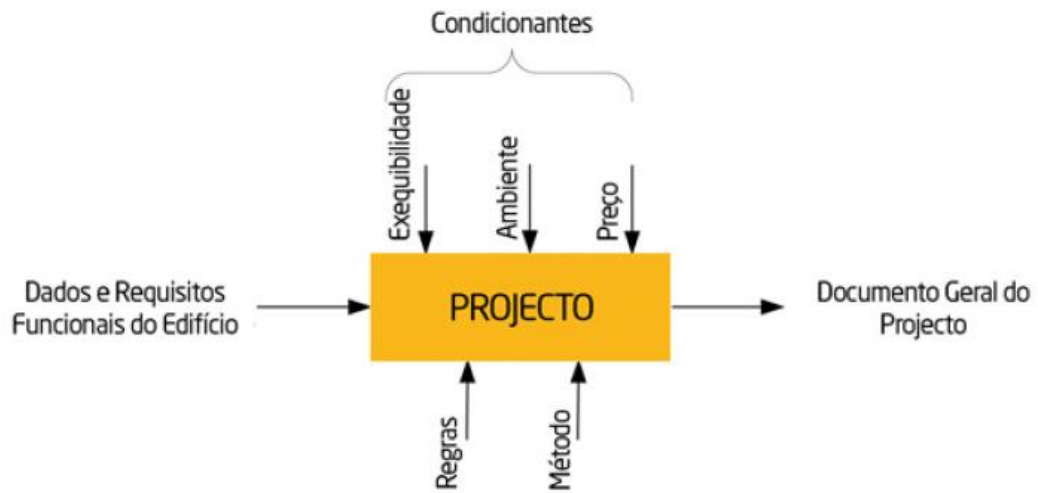 Condicionantes
Exequibilidade
Ambiente
Preço
Dados e Requisitos
Funcionais do Edifício
PROJECTO
Documento Geral do
Projecto
Regras
Método